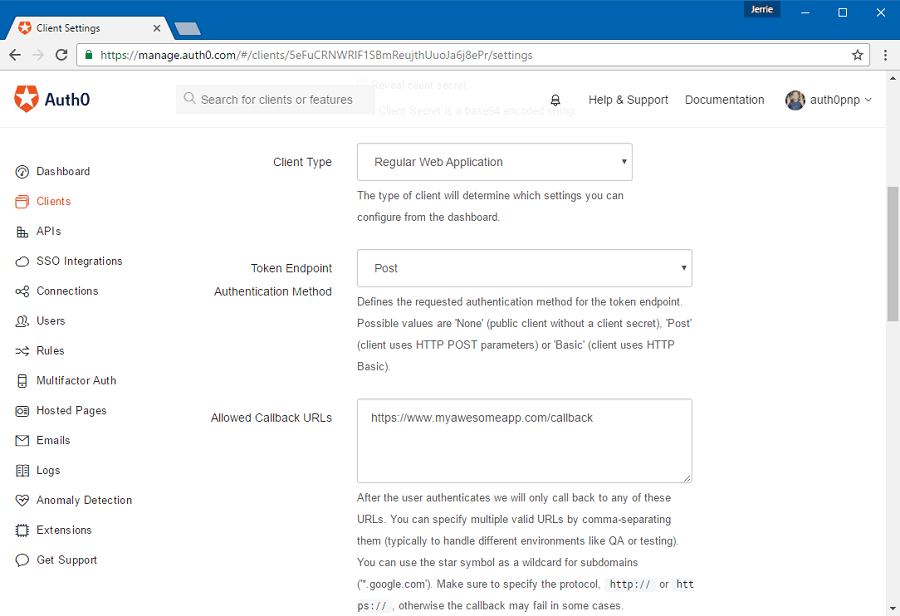 Jerrie
Client Settings
https://manage.auth0.com/#/clients/5eFuCRNWRIF1SBmReujthUuoJa6j8ePr/settings
Reveal client secret.
Auth0
Search for clients or features
Help & Support
Documentation
auth0pnp
Client Secret is a base64 encoded string.
Dashboard
Clients
APIs
SSO Integrations
Connections
Users
Rules
Multifactor Auth
Hosted Pages
Emails
Logs
Anomaly Detection
Extensions
Get Support
Client Type
Regular Web Application
The type of client will determine which settings you can
configure from the dashboard.
Token Endpoint
Authentication Method
Post
Defines the requested authentication method for the token endpoint.
Possible values are 'None' (public client without a client secret), 'Post'
(client uses HTTP POST parameters) or 'Basic' (client uses HTTP
Basic).
Allowed Callback URLs
https://www.myawesomeapp.com/callback
After the user authenticates we will only call back to any of these
URLs. You can specify multiple valid URLs by comma-separating
them (typically to handle different environments like QA or testing).
You can use the star symbol as a wildcard for subdomains
('*.google.com'). Make sure to specify the protocol, http:// or htt
ps:// , otherwise the callback may fail in some cases.